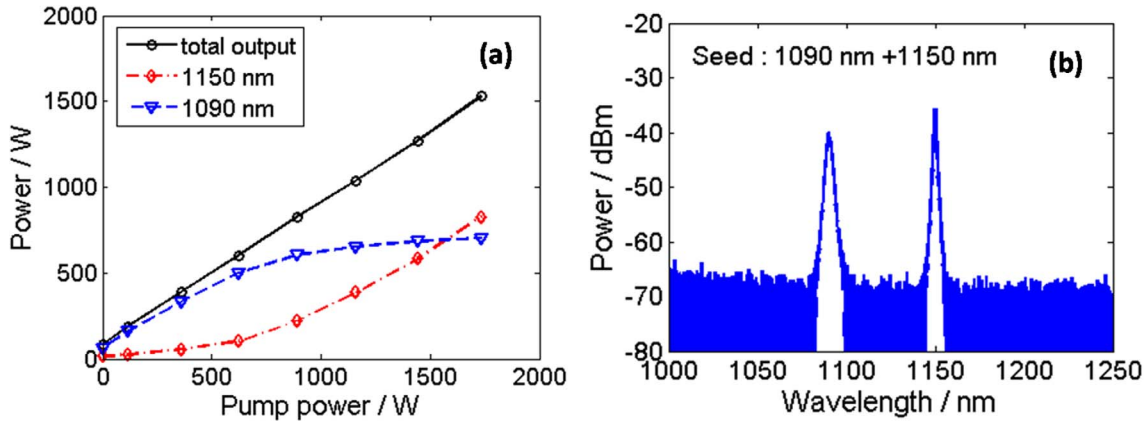 2000
1500
1000
500
0
Power / W
total output
1150 nm
1090 nm
(a)
0 500 1000 1500 2000
Pump power / W
-20
-30
-40
-50
-60
-70
-80
Power / dBm
Seed : 1090 nm +1150 nm
(b)
1000 1050 1100 1150 1200 1250
Wavelength / nm